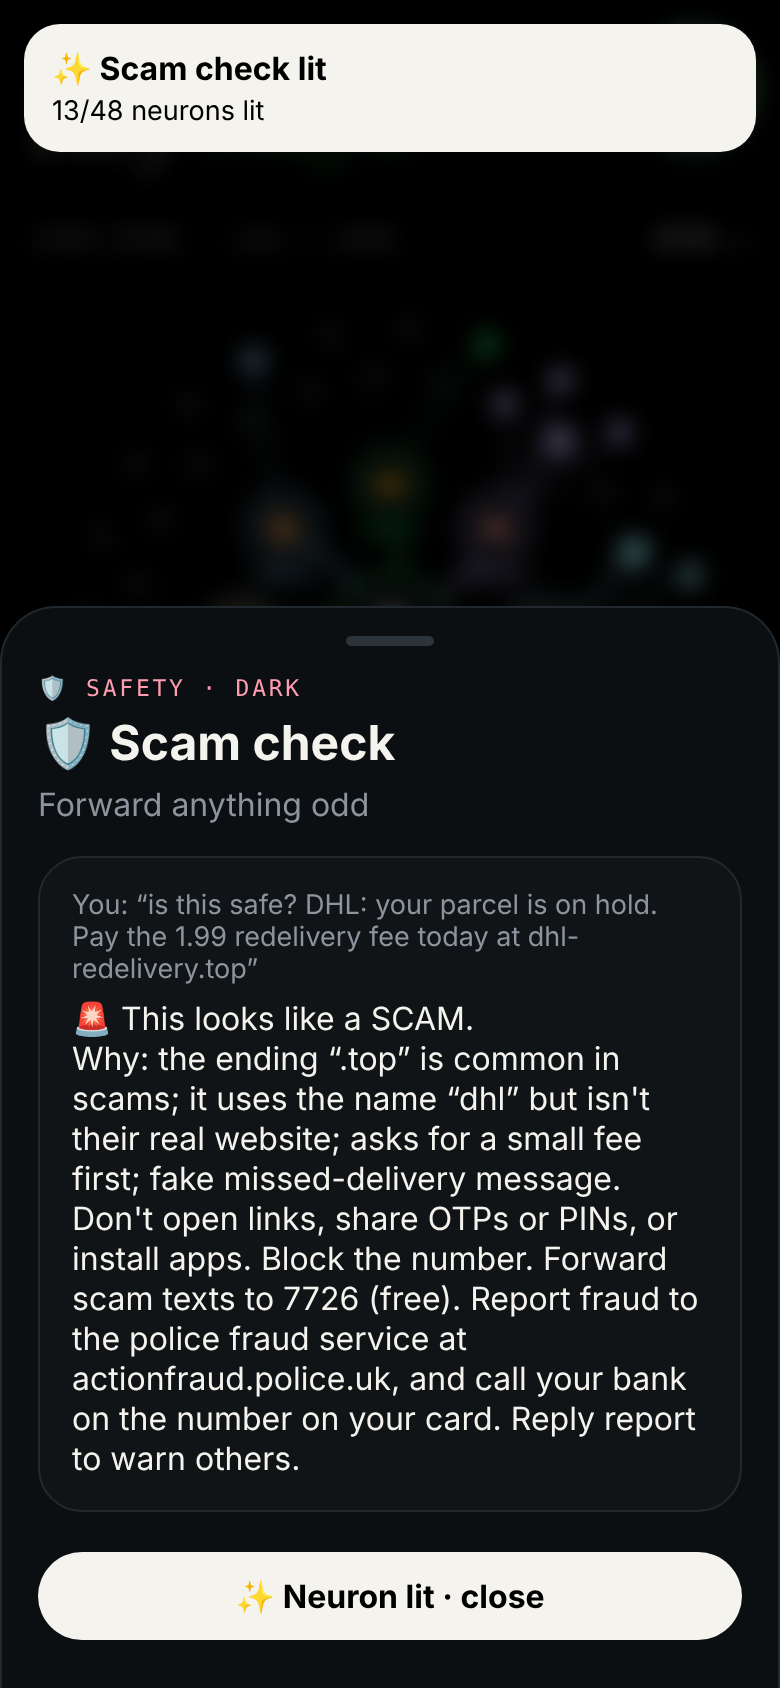 ✨ Scam check lit
13/48 neurons lit
🛡️ SAFETY · DARK
🛡️ Scam check
Forward anything odd
You: “is this safe? DHL: your parcel is on hold.
Pay the 1.99 redelivery fee today at dhl-
redelivery.top”
🚨 This looks like a SCAM.
Why: the ending “.top” is common in
scams; it uses the name “dhl” but isn't
their real website; asks for a small fee
first; fake missed-delivery message.
Don't open links, share OTPs or PINs, or
install apps. Block the number. Forward
scam texts to 7726 (free). Report fraud to
the police fraud service at
actionfraud.police.uk, and call your bank
on the number on your card. Reply report
to warn others.
✨ Neuron lit · close